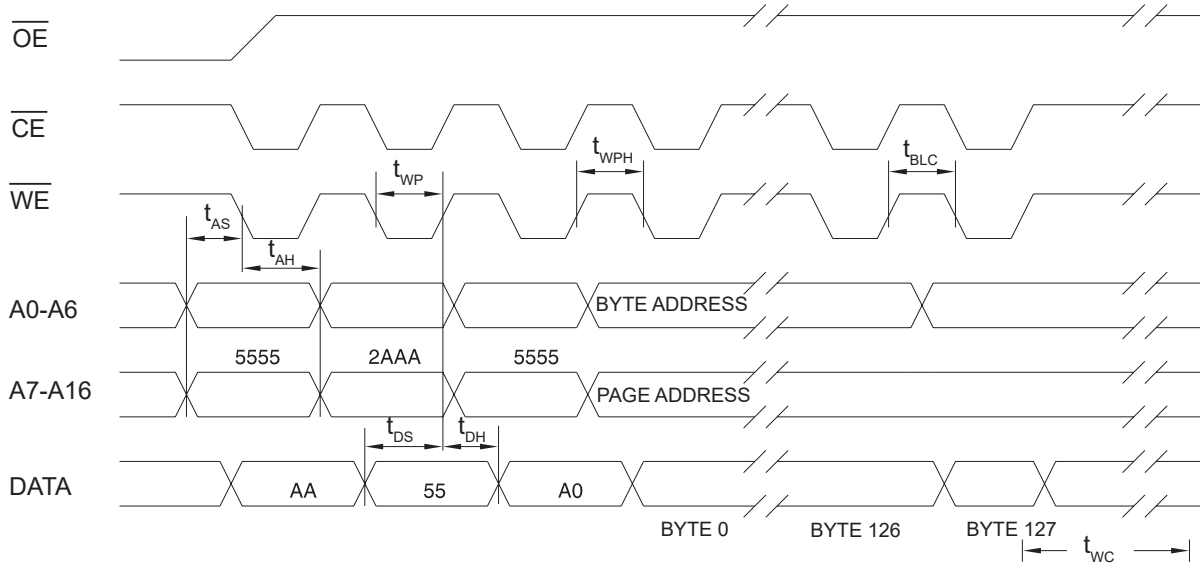 OE
CE
tWPH
tBLC
tWP
WE
tAS
tAH
A0-A6
BYTE ADDRESS
5555 2AAA 5555
A7-A16
PAGE ADDRESS
tDS tDH
DATA
AA 55 A0
BYTE 0 BYTE 126 BYTE 127
tWC